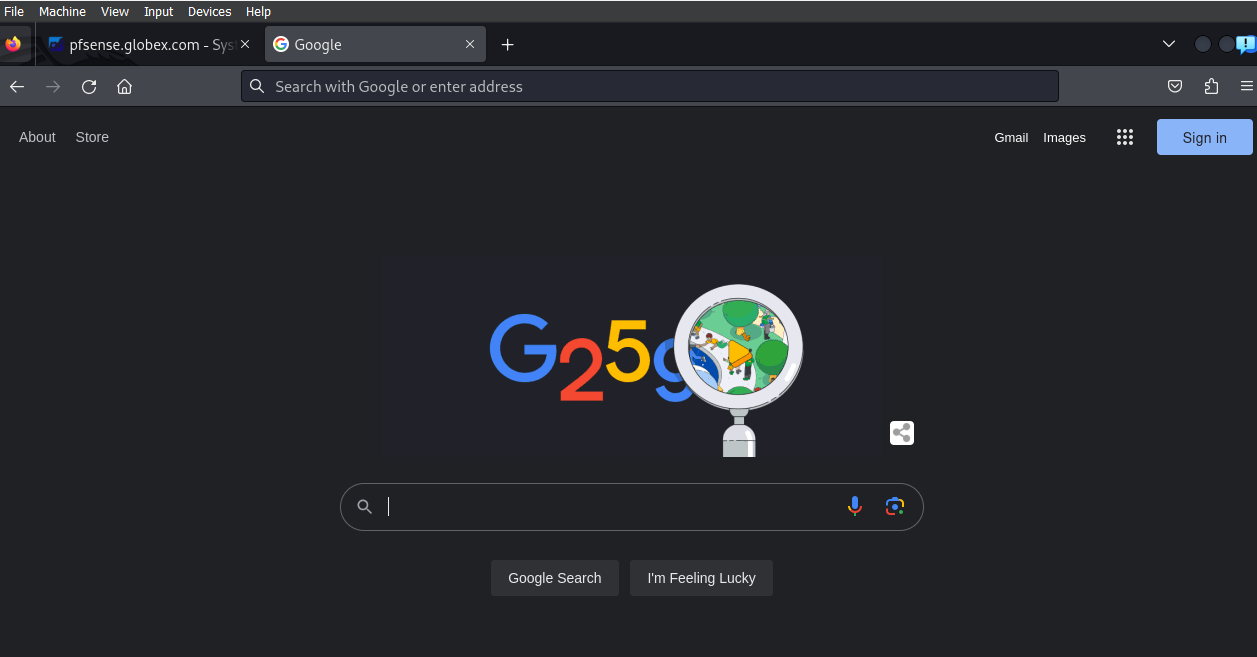 File Machine View Input Devices Help
pfsense.globex.com - Sys Google
Search with Google or enter address
About Store Gmail Images Sign in
G25g
Google Search I'm Feeling Lucky